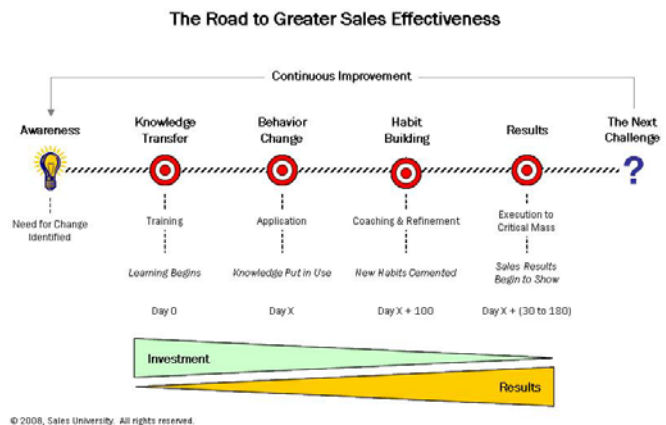 The Road to Greater Sales Effectiveness
Continuous Improvement
Awareness
Knowledge
Transfer
Behavior
Change
Habit
Building
Results
The Next
Challenge
?
Need for Change
Identified
Training
Application
Coaching & Refinement
Execution to
Critical Mass
Learning Begins
Knowledge Put in Use
New Habits Cemented
Sales Results
Begin to Show
Day 0
Day X
Day X + 100
Day X + (30 to 180)
Investment
Results
© 2008, Sales University. All rights reserved.